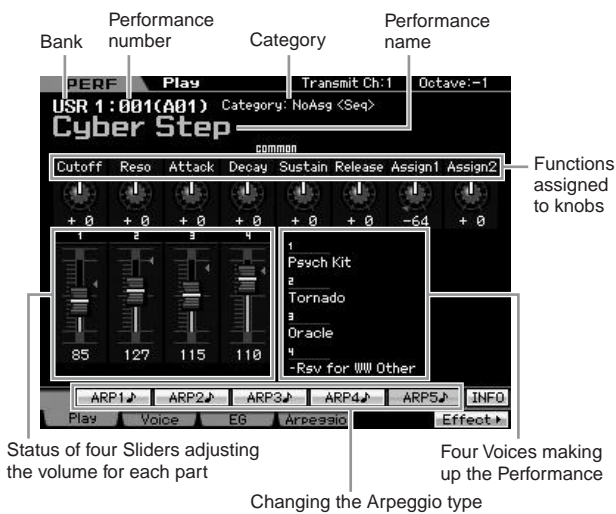 Performance
number
Performance
name
Bank
Category
PERF
Play
Transmit Ch:1
Octave:-1
USR 1:001(A01)
Category: NoAsg <Seq>
Cyber Step
common
Cutoff Reso Attack Decay Sustain Release Assign1 Assign2
Functions
assigned
to knobs
+ 0 + 0 + 0 + 0 + 0 + 0 -64 + 0
1 2 3 4
1
Psych Kit
2
Tornado
3
Oracle
4
-Rsv for WW Other
85 127 115 110
ARP1♪ ARP2♪ ARP3♪ ARP4♪ ARP5♪ INFO
Play Voice EG Arpeggio Effect▸
Status of four Sliders adjusting
the volume for each part
Four Voices making
up the Performance
Changing the Arpeggio type